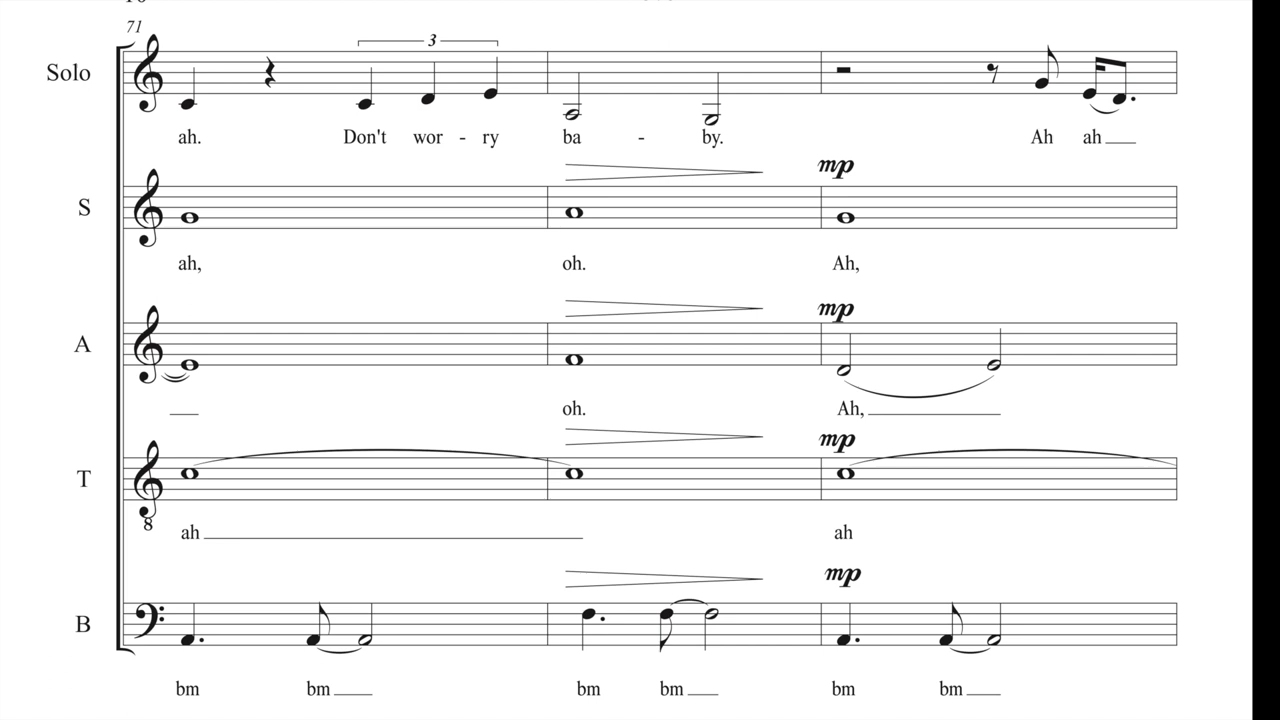 71
3
Solo
ah. Don't wor - ry ba - by. Ah ah
mp
S
ah, oh. Ah,
mp
A
oh. Ah,
mp
T
8
ah ah
mp
B
bm bm bm bm bm bm